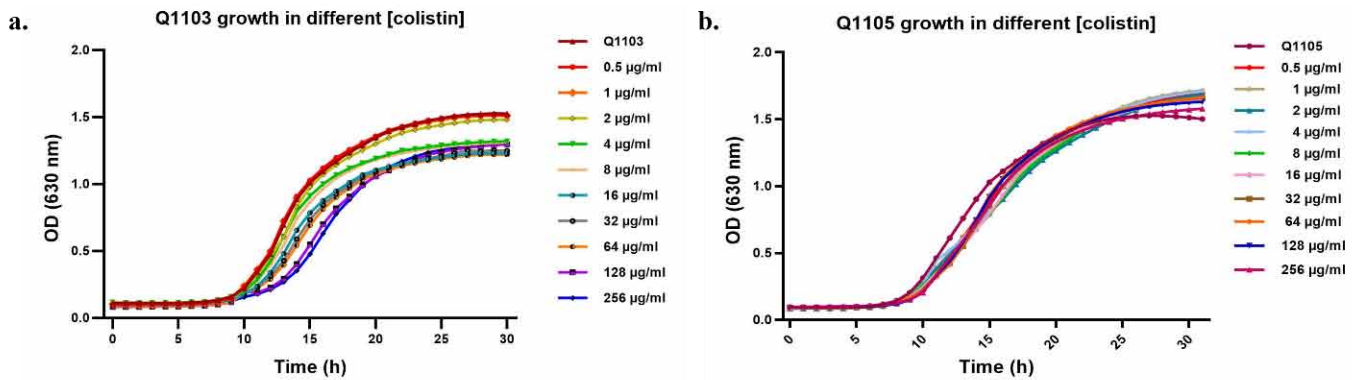 a.
Q1103 growth in different [colistin]
OD (630 nm)
2.0
1.5
1.0
0.5
0.0
0
5
10
15
20
25
30
Time (h)
Q1103
0.5 µg/ml
1 µg/ml
2 µg/ml
4 µg/ml
8 µg/ml
16 µg/ml
32 µg/ml
64 µg/ml
128 µg/ml
256 µg/ml
b.
Q1105 growth in different [colistin]
OD (630 nm)
2.0
1.5
1.0
0.5
0.0
0
5
10
15
20
25
30
Time (h)
Q1105
0.5 µg/ml
1 µg/ml
2 µg/ml
4 µg/ml
8 µg/ml
16 µg/ml
32 µg/ml
64 µg/ml
128 µg/ml
256 µg/ml